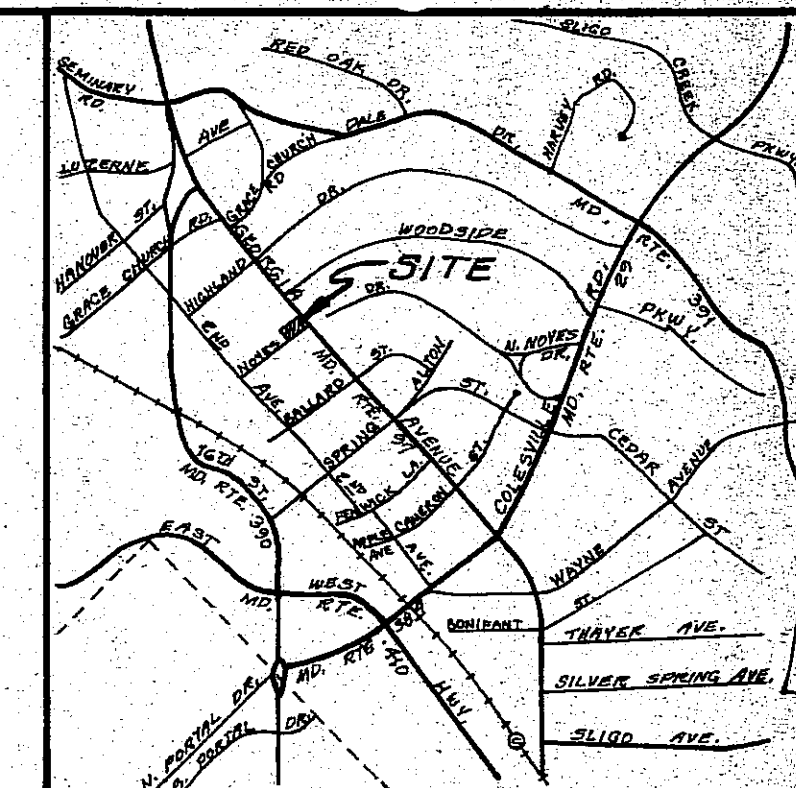 SLIGO
CREEK
PKWY
RED OAK DR.
SEMINARY RD.
HARVEY RD.
DALE DR.
AVE
LUZERNE
GRACE CHURCH RD
HANOVER ST.
GRACE CHURCH RD.
DR.
HIGHLAND
WOODSIDE
MD. RTE. 391
GEORGIA
AVENUE
MD. RTE.
SITE
DR.
NOYES
PKWY.
N. NOYES DR.
COLESVILLE RD.
MD. RTE. 29
2ND AVE.
BALLARD ST.
ALTON
SPRING ST.
CEDAR ST
16TH ST.
MD. RTE. 390
2ND AVE.
FENWICK LA.
CAMERON ST.
APPLE AVE
WAYNE AVENUE
EAST WEST HWY.
MD. RTE. 410
MD. RTE 384
BONIFANT ST.
THAYER AVE.
SILVER SPRING AVE.
SLIGO AVE.
N. PORTAL DR.
PORTAL DR.